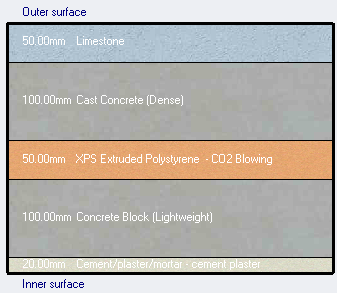 Outer surface
50.00mm Limestone
100.00mm Cast Concrete (Dense)
50.00mm XPS Extruded Polystyrene - CO2 Blowing
100.00mm Concrete Block (Lightweight)
20.00mm Cement/plaster/mortar - cement plaster
Inner surface